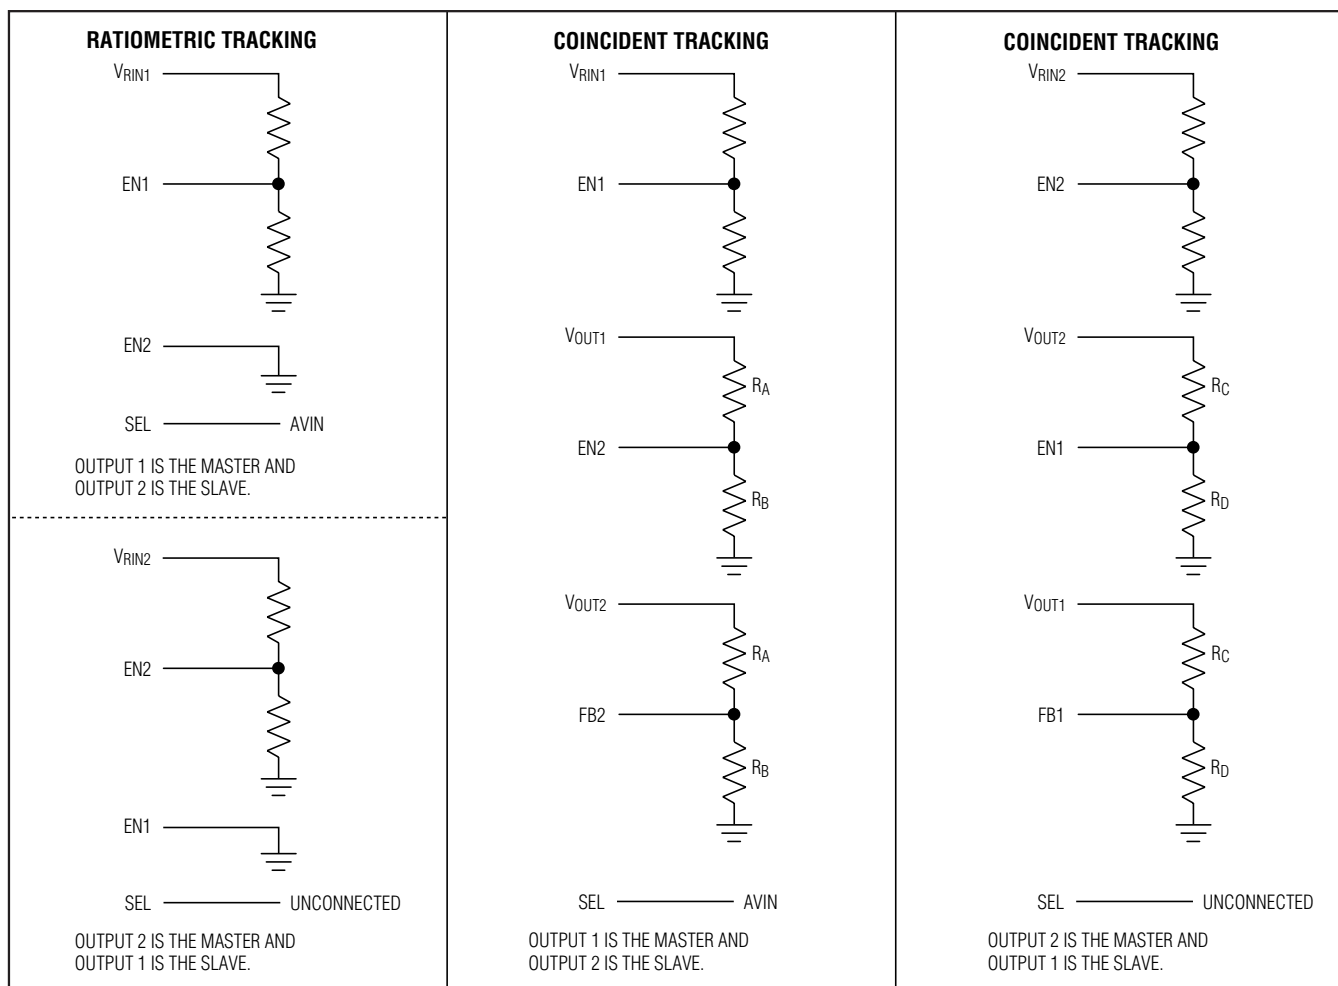 RATIOMETRIC TRACKING
VRIN1
EN1
EN2
SEL AVIN
OUTPUT 1 IS THE MASTER AND
OUTPUT 2 IS THE SLAVE.
VRIN2
EN2
EN1
SEL UNCONNECTED
OUTPUT 2 IS THE MASTER AND
OUTPUT 1 IS THE SLAVE.
COINCIDENT TRACKING
VRIN1
EN1
VOUT1
RA
EN2
RB
VOUT2
RA
FB2
RB
SEL AVIN
OUTPUT 1 IS THE MASTER AND
OUTPUT 2 IS THE SLAVE.
COINCIDENT TRACKING
VRIN2
EN2
VOUT2
RC
EN1
RD
VOUT1
RC
FB1
RD
SEL UNCONNECTED
OUTPUT 2 IS THE MASTER AND
OUTPUT 1 IS THE SLAVE.